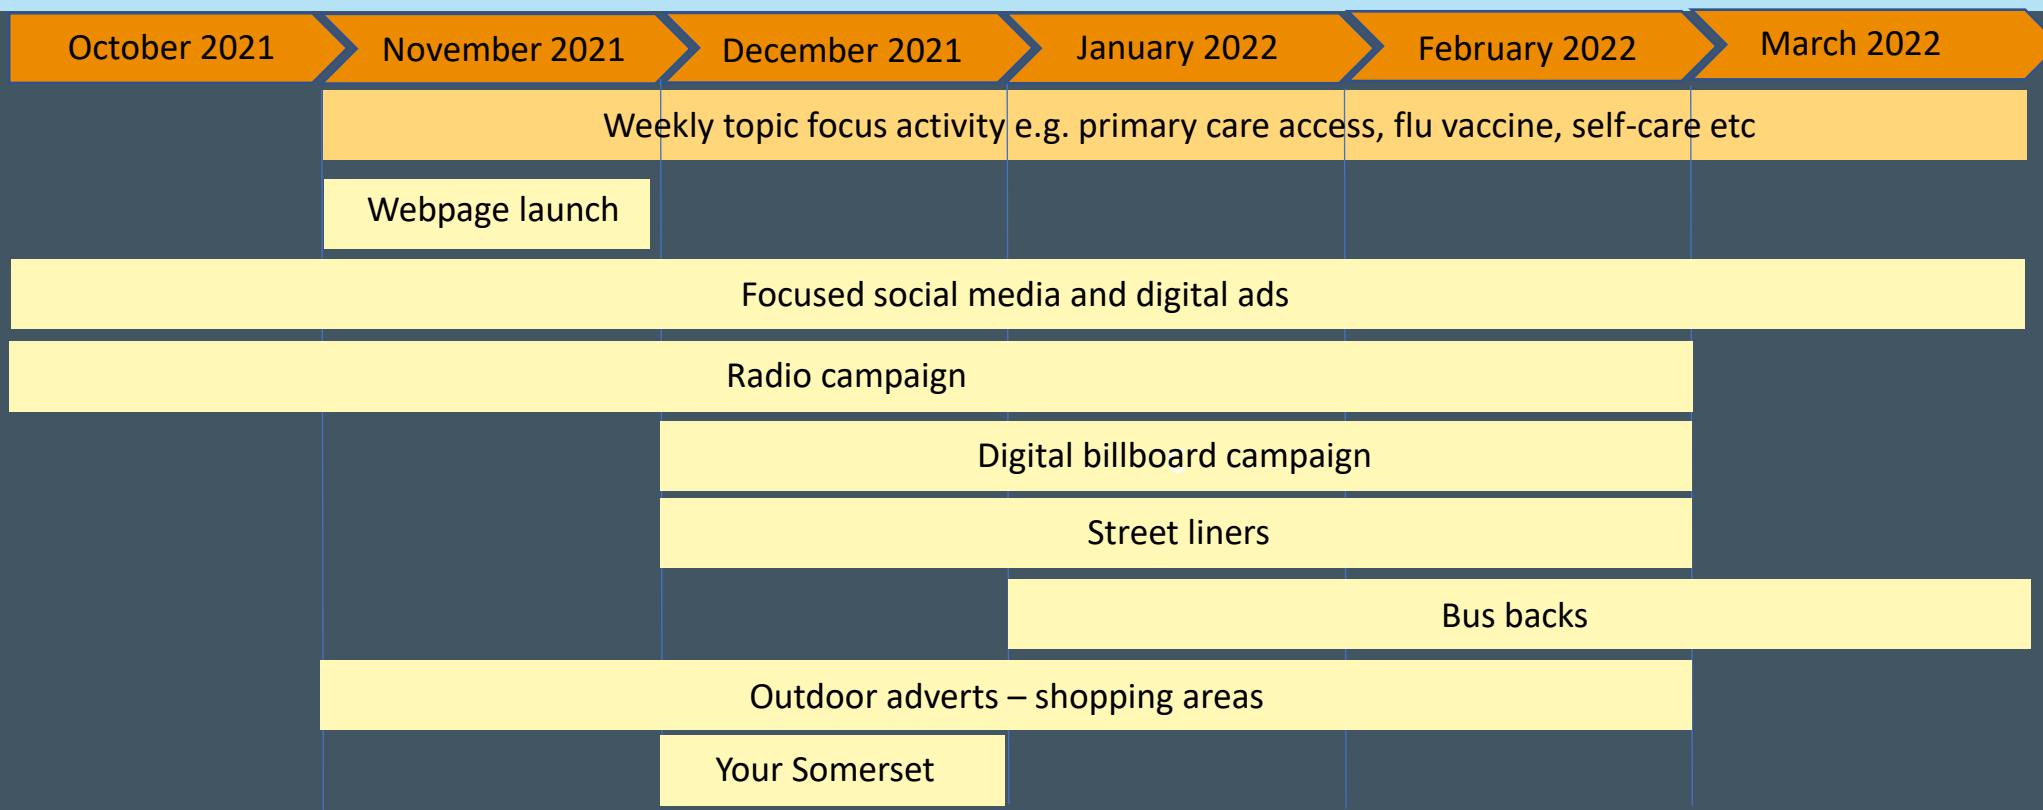 October 2021
November 2021
December 2021
January 2022
February 2022
March 2022
Weekly topic focus activity e.g. primary care access, flu vaccine, self-care etc
Webpage launch
Focused social media and digital ads
Radio campaign
Digital billboard campaign
Street liners
Bus backs
Outdoor adverts – shopping areas
Your Somerset